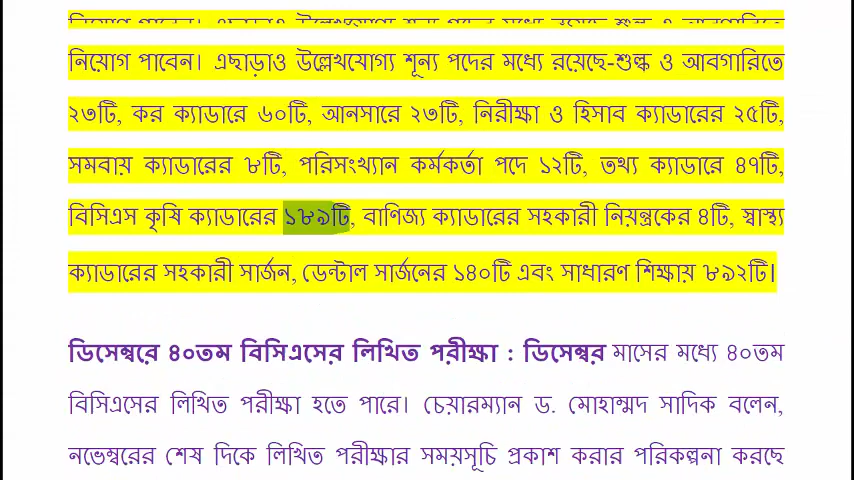 নিয়োগ পাবেন। এছাড়াও উল্লেখযোগ্য শূন্য পদের মধ্যে রয়েছে-শুল্ক ও আবগারিতে
২৩টি, কর ক্যাডারে ৬০টি, আনসারে ২৩টি, নিরীক্ষা ও হিসাব ক্যাডারের ২৫টি,
সমবায় ক্যাডারের ৮টি, পরিসংখ্যান কর্মকর্তা পদে ১২টি, তথ্য ক্যাডারে ৪৭টি,
বিসিএস কৃষি ক্যাডারের ১৮৯টি, বাণিজ্য ক্যাডারের সহকারী নিয়ন্ত্রকের ৪টি, স্বাস্থ্য
ক্যাডারের সহকারী সার্জন, ডেন্টাল সার্জনের ১৪০টি এবং সাধারণ শিক্ষায় ৮৯২টি।
ডিসেম্বরে ৪০তম বিসিএসের লিখিত পরীক্ষা : ডিসেম্বর মাসের মধ্যে ৪০তম
বিসিএসের লিখিত পরীক্ষা হতে পারে। চেয়ারম্যান ড. মোহাম্মদ সাদিক বলেন,
নভেম্বরের শেষ দিকে লিখিত পরীক্ষার সময়সূচি প্রকাশ করার পরিকল্পনা করছে